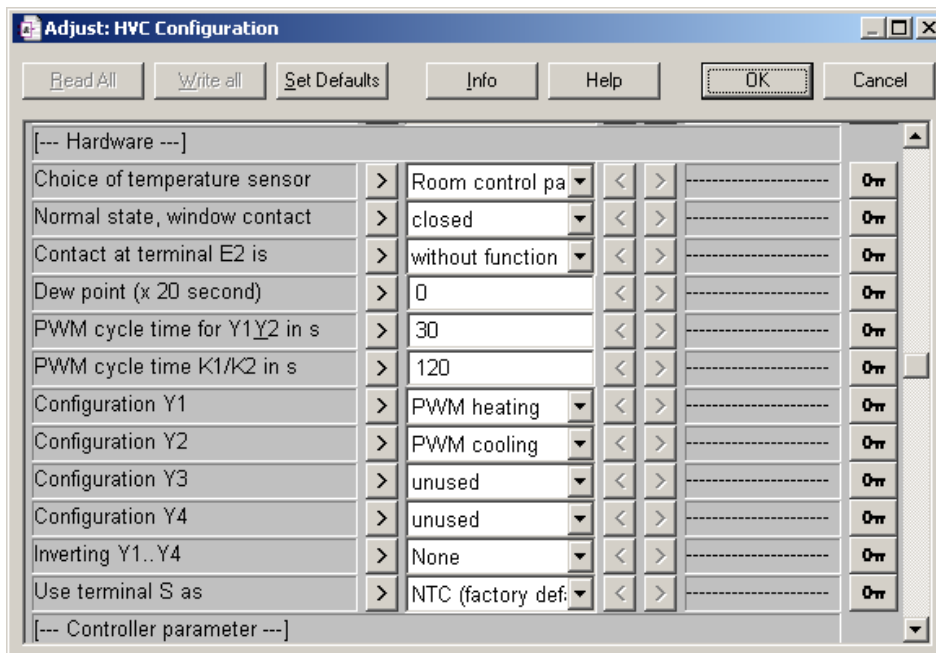 Adjust: HVC Configuration
Read All Write all Set Defaults Info Help OK Cancel
[--- Hardware ---]
Choice of temperature sensor > Room control pa < > --------------------
Normal state, window contact > closed < > --------------------
Contact at terminal E2 is > without function < > --------------------
Dew point (x 20 second) > 0 < > --------------------
PWM cycle time for Y1Y2 in s > 30 < > --------------------
PWM cycle time K1/K2 in s > 120 < > --------------------
Configuration Y1 > PWM heating < > --------------------
Configuration Y2 > PWM cooling < > --------------------
Configuration Y3 > unused < > --------------------
Configuration Y4 > unused < > --------------------
Inverting Y1..Y4 > None < > --------------------
Use terminal S as > NTC (factory def < > --------------------
[--- Controller parameter ---]